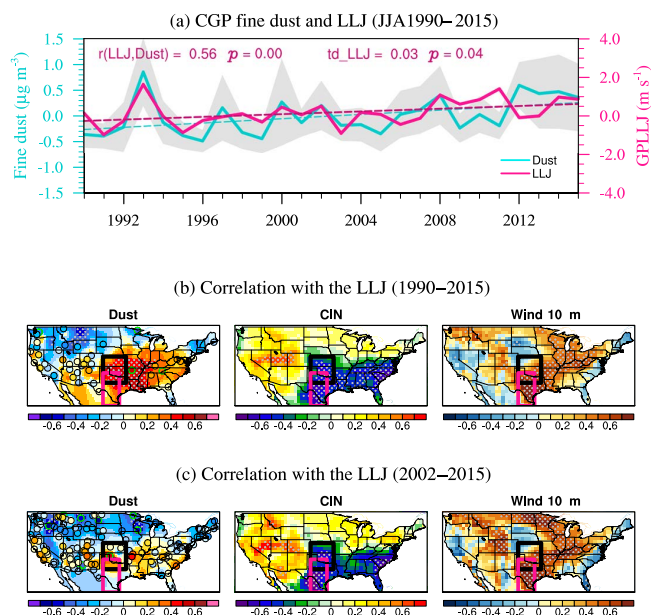 (a) CGP fine dust and LLJ (JJA1990−2015)
r(LLJ,Dust) = 0.56 p = 0.00 td_LLJ = 0.03 p = 0.04
Fine dust (µg m⁻³)
1.5
1.0
0.5
0.0
-0.5
-1.0
-1.5
4.0
2.0
0.0
-2.0
-4.0
GPLLJ (m s⁻¹)
Dust
LLJ
1992 1996 2000 2004 2008 2012
(b) Correlation with the LLJ (1990−2015)
Dust CIN Wind 10 m
-0.6 -0.4 -0.2 0 0.2 0.4 0.6 -0.6 -0.4 -0.2 0 0.2 0.4 0.6 -0.6 -0.4 -0.2 0 0.2 0.4 0.6
(c) Correlation with the LLJ (2002−2015)
Dust CIN Wind 10 m
-0.6 -0.4 -0.2 0 0.2 0.4 0.6 -0.6 -0.4 -0.2 0 0.2 0.4 0.6 -0.6 -0.4 -0.2 0 0.2 0.4 0.6